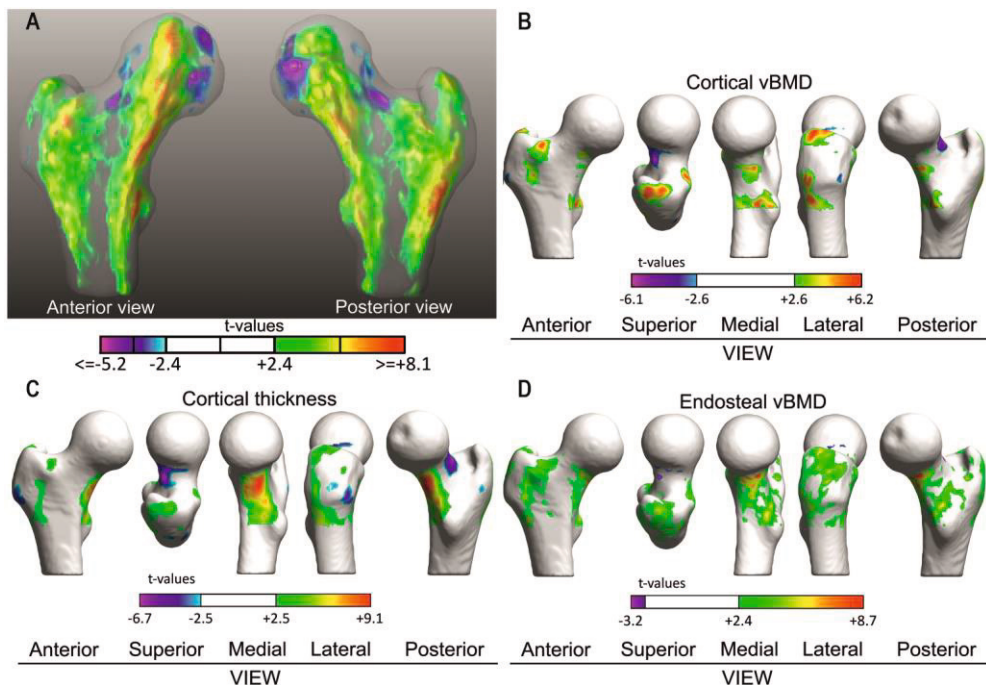 A
Anterior view
Posterior view
t-values
<=-5.2
-2.4
+2.4
>=+8.1
B
Cortical vBMD
t-values
-6.1
-2.6
+2.6
+6.2
Anterior Superior Medial Lateral Posterior
VIEW
C
Cortical thickness
t-values
-6.7
-2.5
+2.5
+9.1
Anterior Superior Medial Lateral Posterior
VIEW
D
Endosteal vBMD
t-values
-3.2
+2.4
+8.7
Anterior Superior Medial Lateral Posterior
VIEW